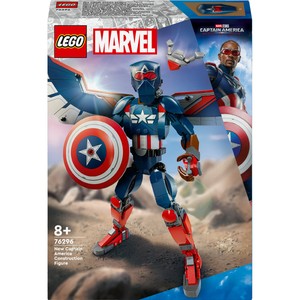 LEGO
MARVEL
CAPTAIN AMERICA
8+
76296
New Captain
America
Construction
Figure